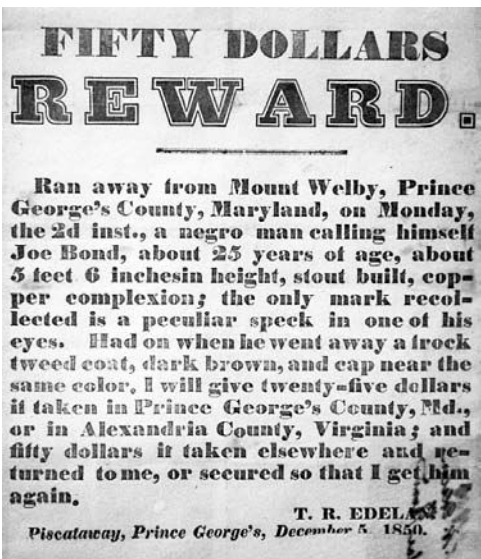 FIFTY DOLLARS
REWARD.
Ran away from Mount Welby, Prince
George's County, Maryland, on Monday,
the 2d inst., a negro man calling himself
Joe Bond, about 25 years of age, about
5 feet 6 inchesin height, stout built, cop-
per complexion; the only mark recol-
lected is a peculiar speck in one of his
eyes. Had on when he went away a frock
tweed coat, dark brown, and cap near the
same color. I will give twenty-five dollars
if taken in Prince George's County, Md.,
or in Alexandria County, Virginia; and
fifty dollars if taken elsewhere and re-
turned to me, or secured so that I get him
again.
T. R. EDELAN
Piscataway, Prince George's, December 5, 1850.